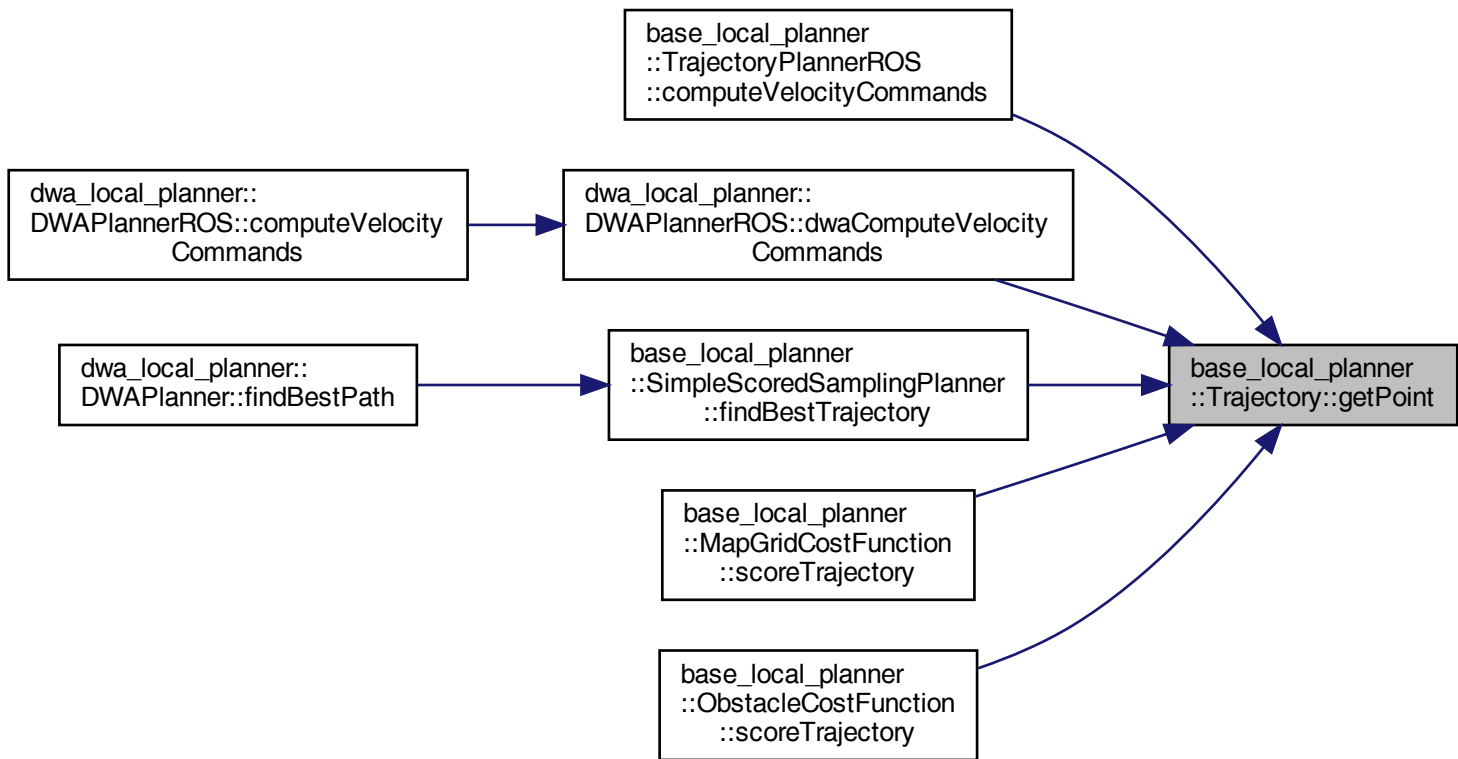 base_local_planner
::TrajectoryPlannerROS
::computeVelocityCommands
dwa_local_planner::
DWAPlannerROS::computeVelocity
Commands
dwa_local_planner::
DWAPlannerROS::dwaComputeVelocity
Commands
dwa_local_planner::
DWAPlanner::findBestPath
base_local_planner
::SimpleScoredSamplingPlanner
::findBestTrajectory
base_local_planner
::Trajectory::getPoint
base_local_planner
::MapGridCostFunction
::scoreTrajectory
base_local_planner
::ObstacleCostFunction
::scoreTrajectory